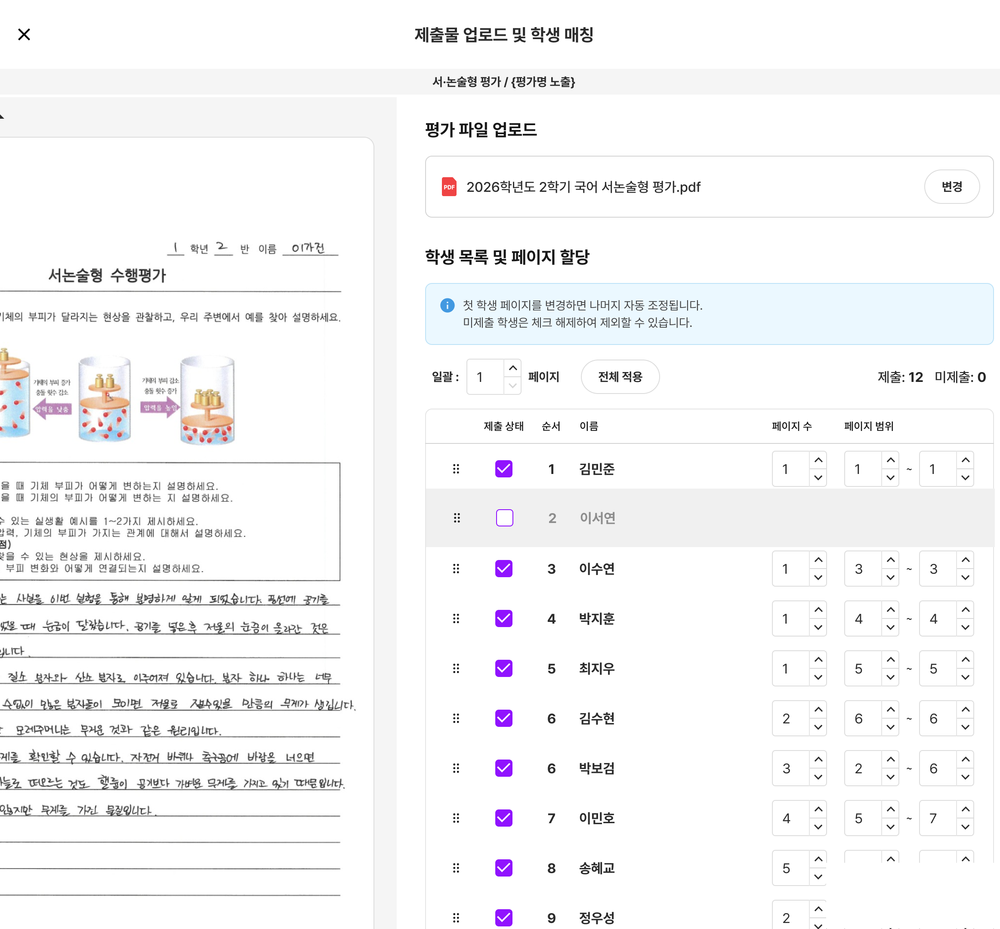 제출물 업로드 및 학생 매칭
서·논술형 평가 / {평가명 노출}
1 학년 2 반 이름 이가진
서논술형 수행평가
기체의 부피가 달라지는 현상을 관찰하고, 우리 주변에서 예를 찾아 설명하세요.
기체의 부피 증가
충돌 횟수 감소
압력을 낮춤
기체의 부피 감소
충돌 횟수 증가
압력을 높임
을 때 기체 부피가 어떻게 변하는지 설명하세요.
을 때 기체의 부피가 어떻게 변하는 지 설명하세요.
수 있는 실생활 예시를 1~2가지 제시하세요.
압력, 기체의 부피가 가지는 관계에 대해서 설명하세요.
점)
찾을 수 있는 현상을 제시하세요.
부피 변화와 어떻게 연결되는지 설명하세요.
는 사실을 이번 실험을 통해 분명하게 알게 되었습니다. 풍선에 공기를
었을 때 눈금이 달랐습니다. 공기를 넣은 후 저울의 눈금이 올라간 것은
입니다.
질소 분자와 산소 분자로 이루어져 있습니다. 분자 하나 하나는 너무
수없이 많은 분자들이 모이면 저울로 잴수있을 만큼의 무게가 생깁니다.
모래주머니는 무거운 것과 같은 원리입니다.
게를 확인할 수 있습니다. 자전거 바퀴나 축구공에 바람을 너으면
하늘로 떠오르는 것도 헬륨이 공기보다 가벼운 무게를 가지고 있기 때문입니다.
않지만 무게를 가진 물질입니다.
평가 파일 업로드
PDF 2026학년도 2학기 국어 서논술형 평가.pdf 변경
학생 목록 및 페이지 할당
첫 학생 페이지를 변경하면 나머지 자동 조정됩니다.
미제출 학생은 체크 해제하여 제외할 수 있습니다.
일괄 : 1 페이지 전체 적용 제출: 12 미제출: 0
제출 상태 순서 이름 페이지 수 페이지 범위
1 김민준 1 1 ~ 1
2 이서연
3 이수연 1 3 ~ 3
4 박지훈 1 4 ~ 4
5 최지우 1 5 ~ 5
6 김수현 2 6 ~ 6
6 박보검 3 2 ~ 6
7 이민호 4 5 ~ 7
8 송혜교 5
9 정우성 2